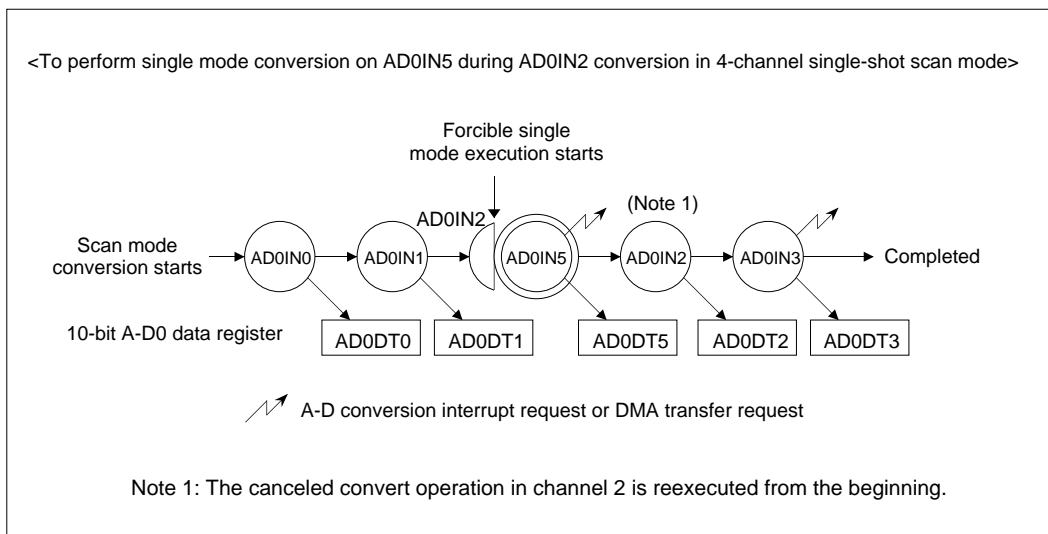 <To perform single mode conversion on AD0IN5 during AD0IN2 conversion in 4-channel single-shot scan mode>
Forcible single
mode execution starts
AD0IN2
(Note 1)
Scan mode
conversion starts
AD0IN0
AD0IN1
AD0IN5
AD0IN2
AD0IN3
Completed
10-bit A-D0 data register
AD0DT0
AD0DT1
AD0DT5
AD0DT2
AD0DT3
A-D conversion interrupt request or DMA transfer request
Note 1: The canceled convert operation in channel 2 is reexecuted from the beginning.